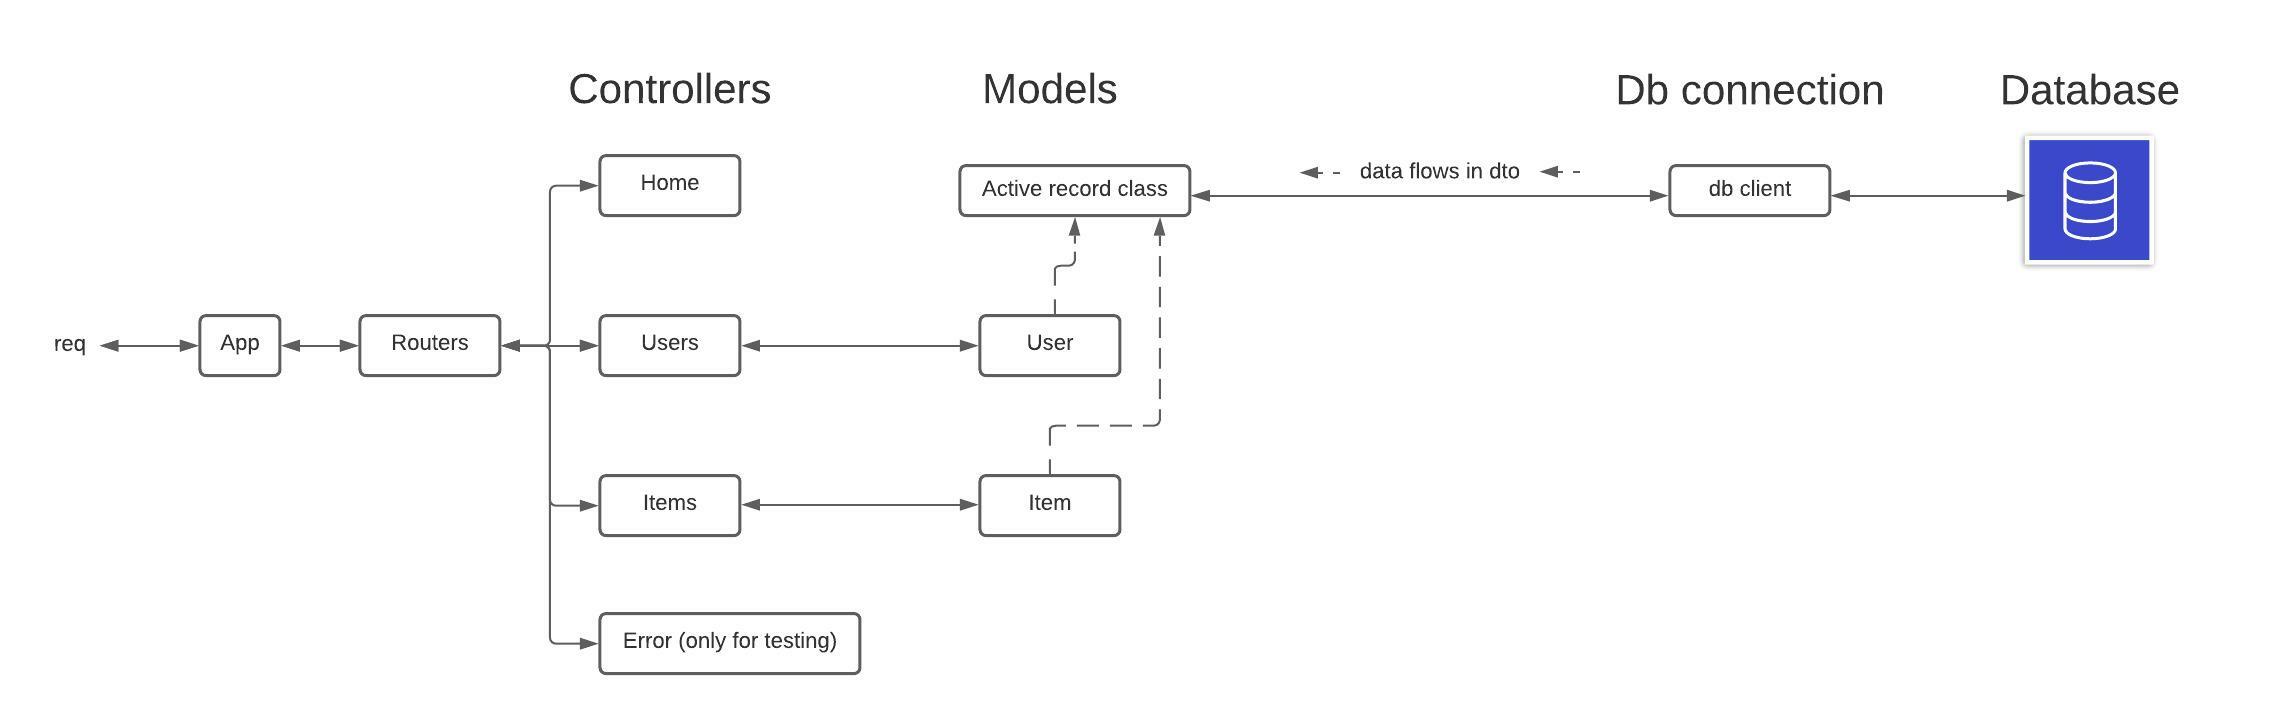 Controllers
Models
Db connection
Database
Home
Active record class
data flows in dto
db client
req
App
Routers
Users
User
Items
Item
Error (only for testing)